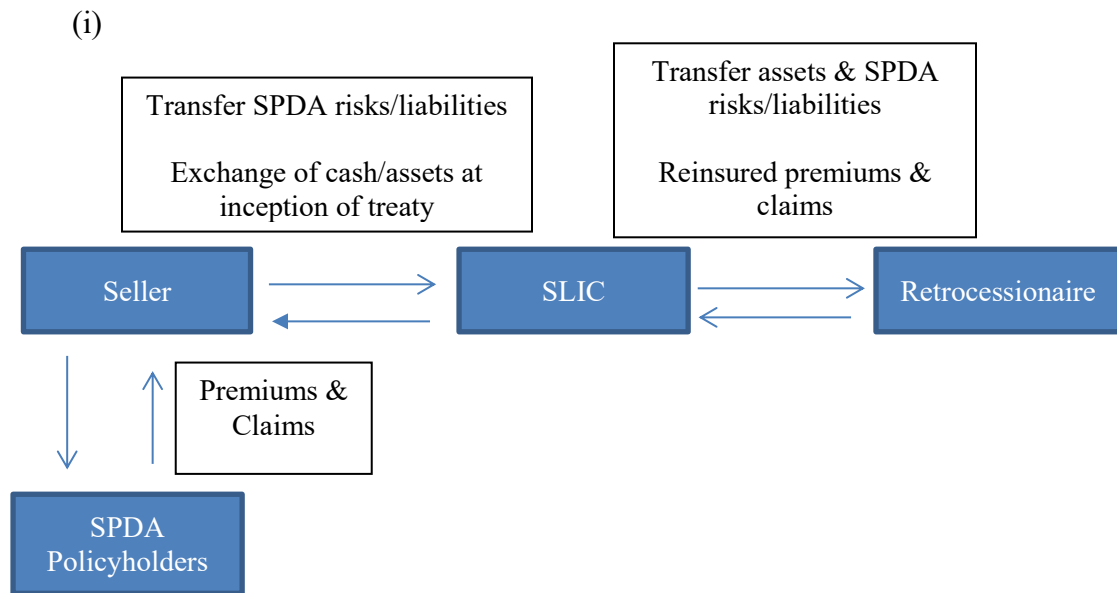 (i)
Transfer SPDA risks/liabilities
Exchange of cash/assets at
inception of treaty
Transfer assets & SPDA
risks/liabilities
Reinsured premiums &
claims
Seller
SLIC
Retrocessionaire
Premiums &
Claims
SPDA
Policyholders